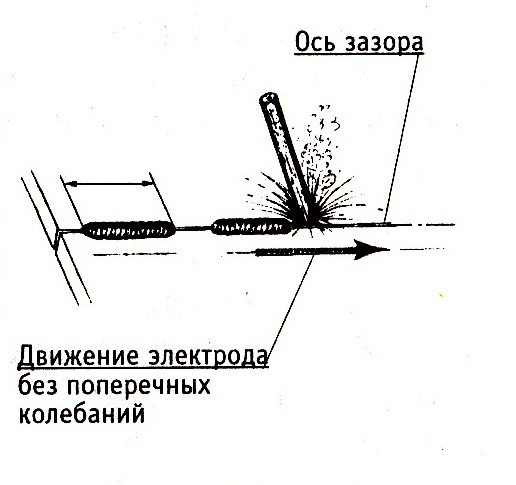 Ось зазора
Движение электрода
без поперечных
колебаний